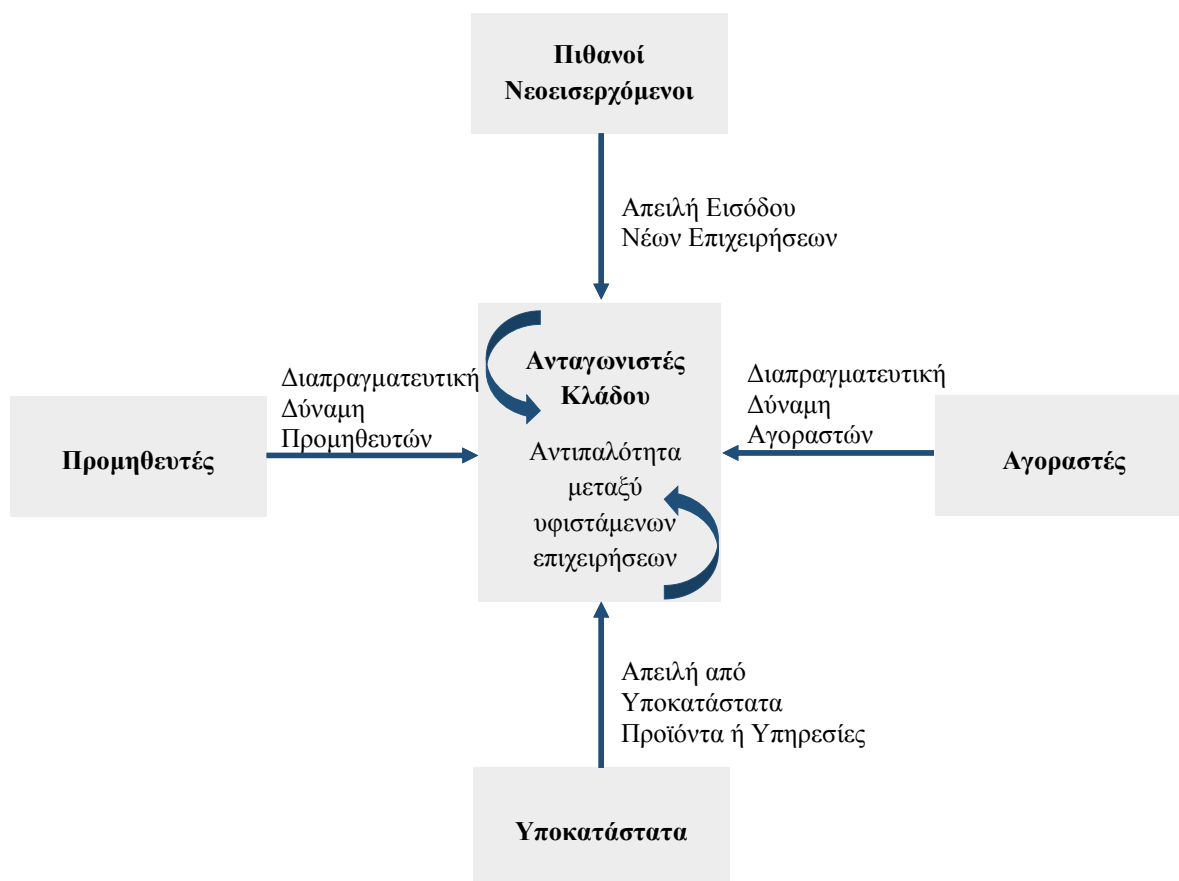 Πιθανοί
Νεοεισερχόμενοι
Απειλή Εισόδου
Νέων Επιχειρήσεων
Διαπραγματευτική
Δύναμη
Προμηθευτών
Προμηθευτές
Ανταγωνιστές
Κλάδου
Αντιπαλότητα
μεταξύ
υφιστάμενων
επιχειρήσεων
Διαπραγματευτική
Δύναμη
Αγοραστών
Αγοραστές
Απειλή από
Υποκατάστατα
Προϊόντα ή Υπηρεσίες
Υποκατάστατα